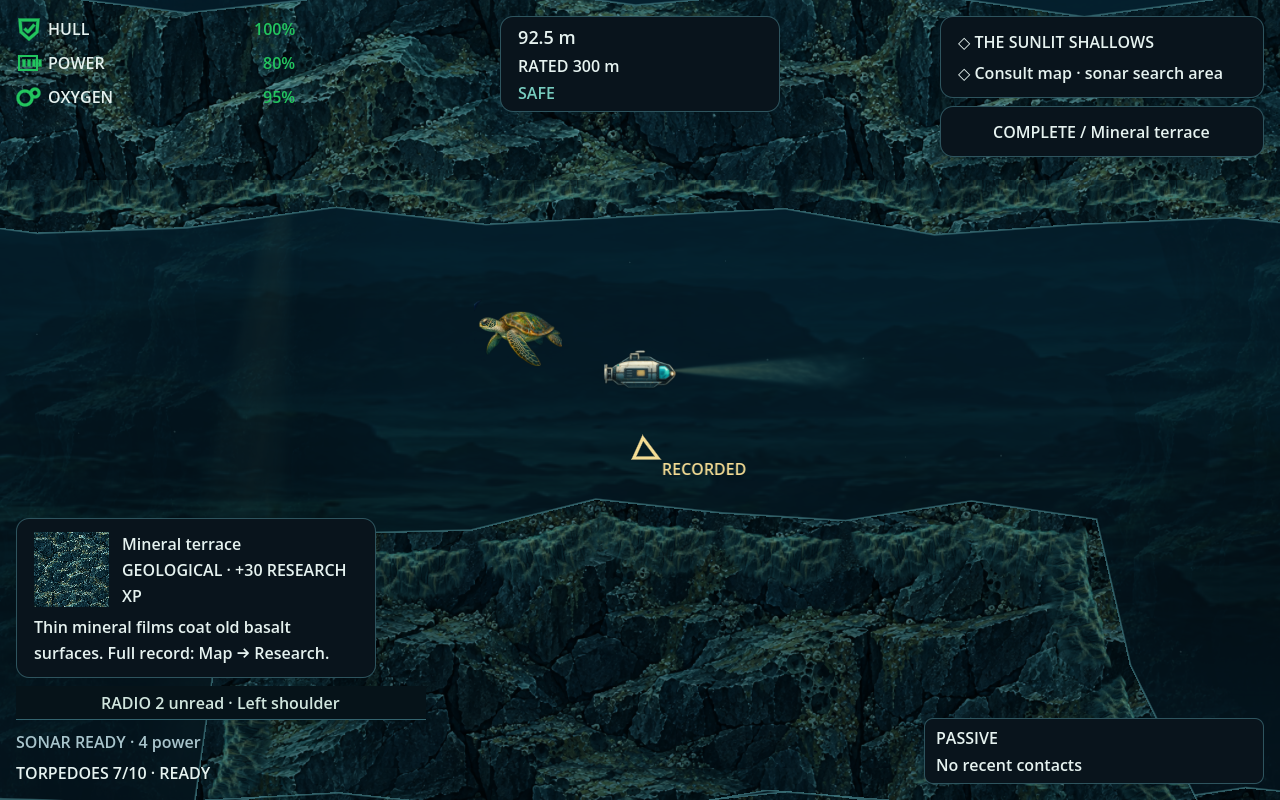 HULL 100%
POWER 80%
OXYGEN 95%
92.5 m
RATED 300 m
SAFE
◇ THE SUNLIT SHALLOWS
◇ Consult map · sonar search area
COMPLETE / Mineral terrace
RECORDED
Mineral terrace
GEOLOGICAL · +30 RESEARCH
XP
Thin mineral films coat old basalt
surfaces. Full record: Map → Research.
RADIO 2 unread · Left shoulder
SONAR READY · 4 power
TORPEDOES 7/10 · READY
PASSIVE
No recent contacts